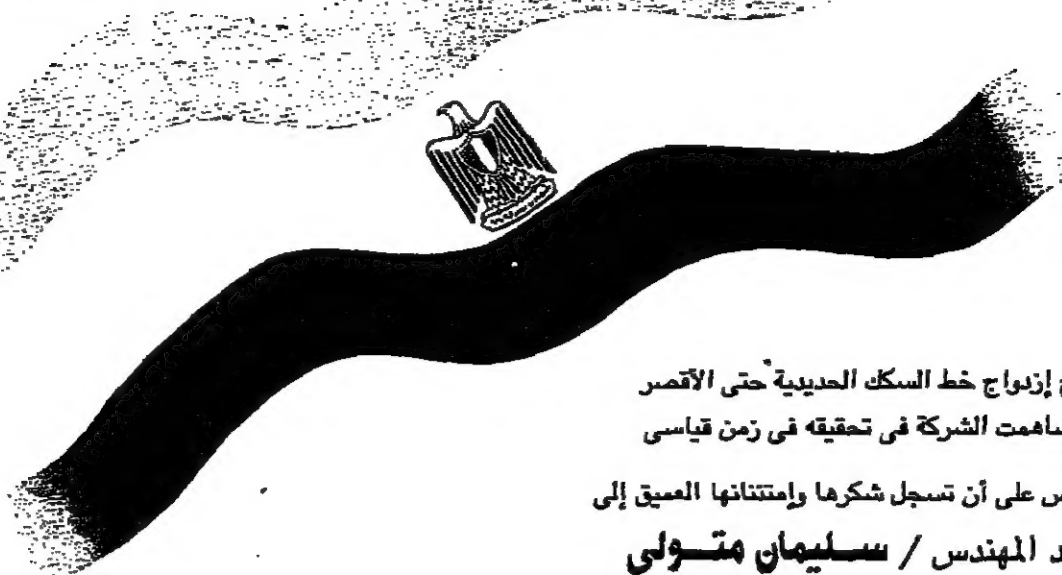 إزدواج خط السكك الحديدية حتى الآقصر
ساهمت الشركة فى تحقيقه فى زمن قياسى
على أن تسجل شكرها وإمتنانها العميق إلى
المهندس / سليمان متولى